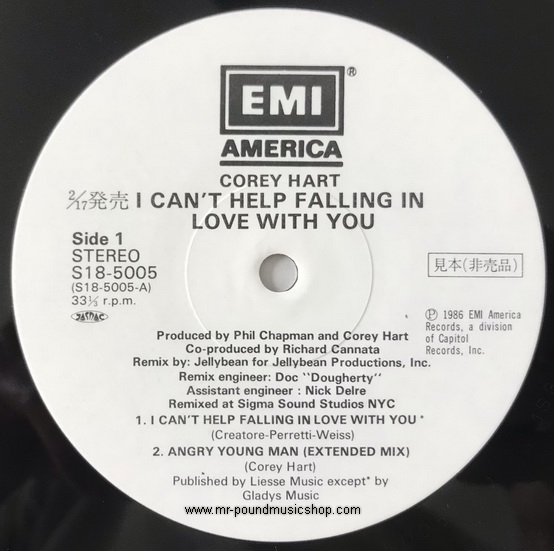 EMI ®
AMERICA
COREY HART
2/17発売 I CAN'T HELP FALLING IN
LOVE WITH YOU
Side 1
STEREO
S18-5005
(S18-5005-A)
33⅓ r.p.m.
JASRAC
見本(非売品)
Ⓟ 1986 EMI America
Records, a division
of Capitol
Records, Inc.
Produced by Phil Chapman and Corey Hart
Co-produced by Richard Cannata
Remix by: Jellybean for Jellybean Productions, Inc.
Remix engineer: Doc "Dougherty"
Assistant engineer : Nick Delre
Remixed at Sigma Sound Studios NYC
1. I CAN'T HELP FALLING IN LOVE WITH YOU *
(Creatore-Perretti-Weiss)
2. ANGRY YOUNG MAN (EXTENDED MIX)
(Corey Hart)
Published by Liesse Music except* by
Gladys Music
www.mr-poundmusicshop.com